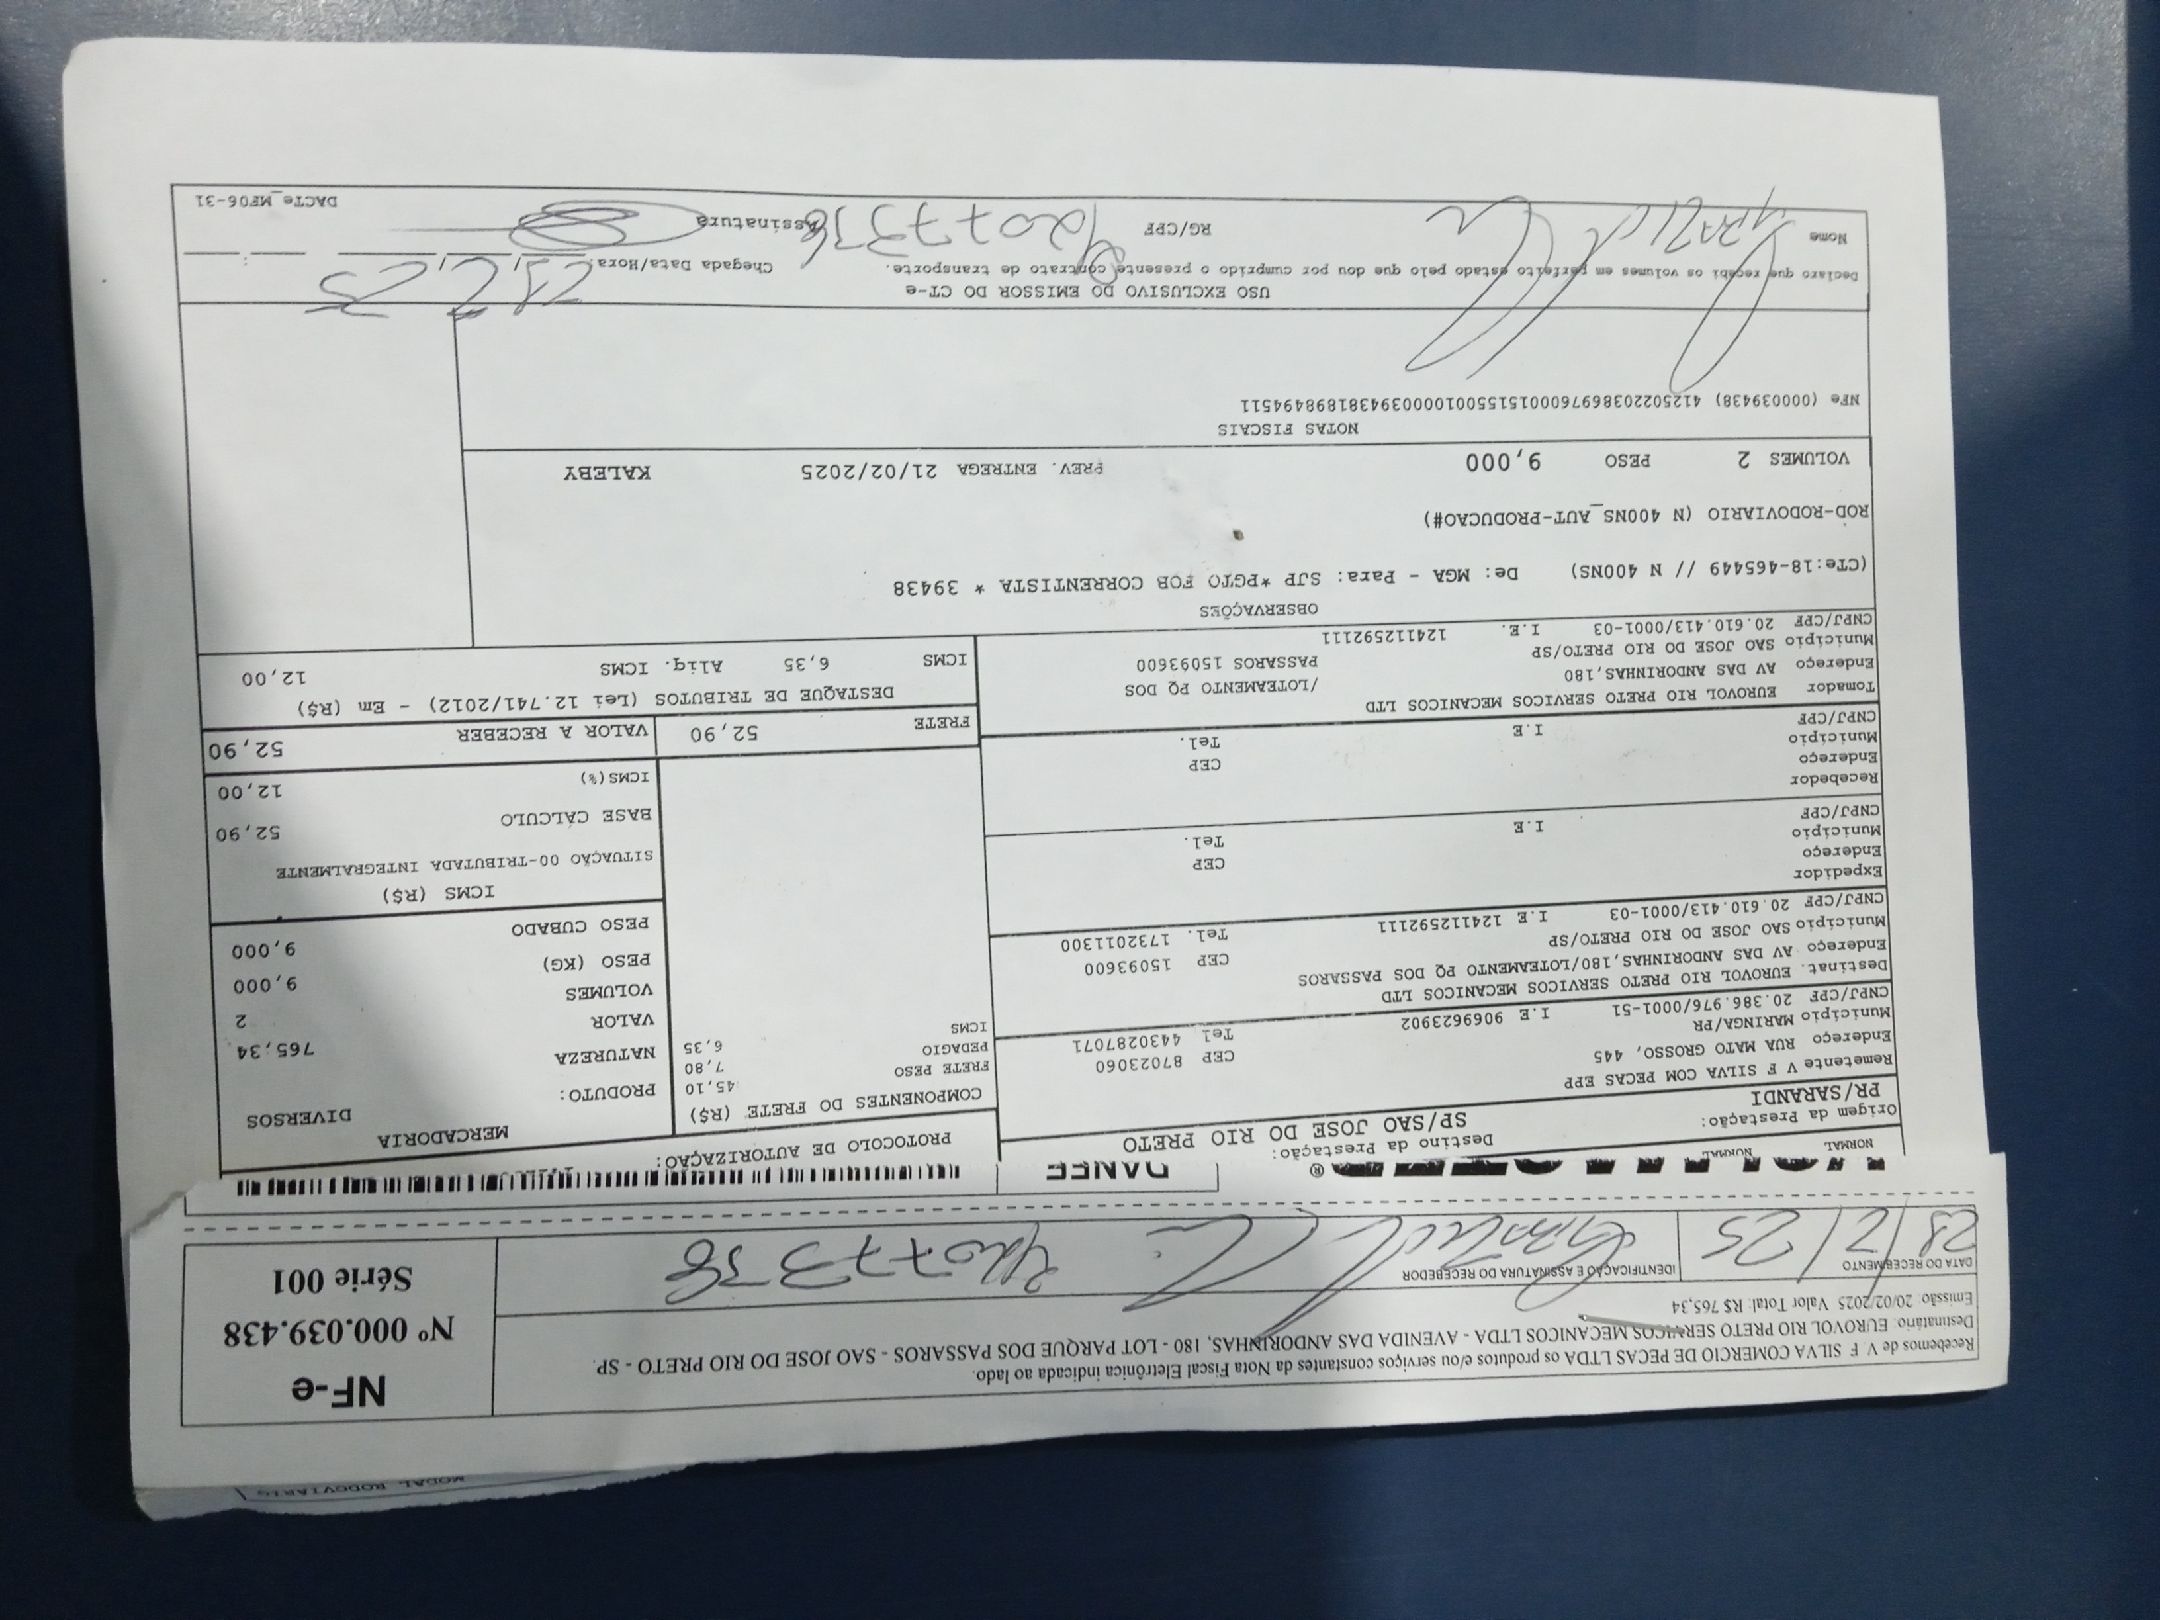 NF-e
Nº 000.039.438
Série 001
Recebemos de V F SILVA COMERCIO DE PECAS LTDA os produtos e/ou serviços constantes da Nota Fiscal Eletrônica indicada ao lado.
Destinatário: EUROVOL RIO PRETO SERVICOS MECANICOS LTDA - AVENIDA DAS ANDORINHAS, 180 - LOT PARQUE DOS PASSAROS - SAO JOSE DO RIO PRETO - SP.
Emissão: 20/02/2025 Valor Total: R$ 765,34
DATA DO RECEBIMENTO
IDENTIFICAÇÃO E ASSINATURA DO RECEBEDOR
/2/25
DANFE
NORMAL NORMAL
Origem da Prestação: Destino da Prestação:
PR/SARANDI SP/SAO JOSE DO RIO PRETO
PROTOCOLO DE AUTORIZAÇÃO:
Remetente V F SILVA COM PECAS EPP
Endereço RUA MATO GROSSO, 445 CEP 87023060
Município MARINGA/PR Tel 4430287071
CNPJ/CPF 20.386.976/0001-51 I.E 9069623902
Destinat. EUROVOL RIO PRETO SERVICOS MECANICOS LTD
Endereço AV DAS ANDORINHAS,180/LOTEAMENTO PQ DOS PASSAROS CEP 15093600
Município SAO JOSE DO RIO PRETO/SP Tel. 1732011300
CNPJ/CPF 20.610.413/0001-03 I.E 124112592111
Expedidor
Endereço CEP
Município Tel.
CNPJ/CPF I.E
Recebedor
Endereço CEP
Município Tel.
CNPJ/CPF I.E
Tomador EUROVOL RIO PRETO SERVICOS MECANICOS LTD
Endereço AV DAS ANDORINHAS,180 /LOTEAMENTO PQ DOS
Município SAO JOSE DO RIO PRETO/SP PASSAROS 15093600
CNPJ/CPF 20.610.413/0001-03 I.E. 124112592111
COMPONENTES DO FRETE (R$)
FRETE PESO 45,10
PEDAGIO 7,80
ICMS 6,35
MERCADORIA
PRODUTO: DIVERSOS
NATUREZA
VALOR 765,34
VOLUMES 2
PESO (KG) 9,000
PESO CUBADO 9,000
ICMS (R$)
SITUAÇÃO 00-TRIBUTADA INTEGRALMENTE
BASE CÁLCULO 52,90
ICMS(%) 12,00
FRETE 52,90 VALOR A RECEBER 52,90
DESTAQUE DE TRIBUTOS (Lei 12.741/2012) - Em (R$)
ICMS 6,35 Aliq. ICMS 12,00
OBSERVAÇÕES
(CTe:18-465449 // N 400NS) De: MGA - Para: SJP *PGTO FOB CORRENTISTA * 39438
ROD-RODOVIARIO (N 400NS_AUT-PRODUCAO#)
VOLUMES 2 PESO 9,000 PREV. ENTREGA 21/02/2025 KALEBY
NOTAS FISCAIS
NFe (000039438) 41250220386976000151550010000394381898494511
USO EXCLUSIVO DO EMISSOR DO CT-e
Declaro que recebi os volumes em perfeito estado pelo que dou por cumprido o presente contrato de transporte. Chegada Data/Hora:
Nome RG/CPF Assinatura
DACTe_MF06-31
MODAL RODOVIARIO